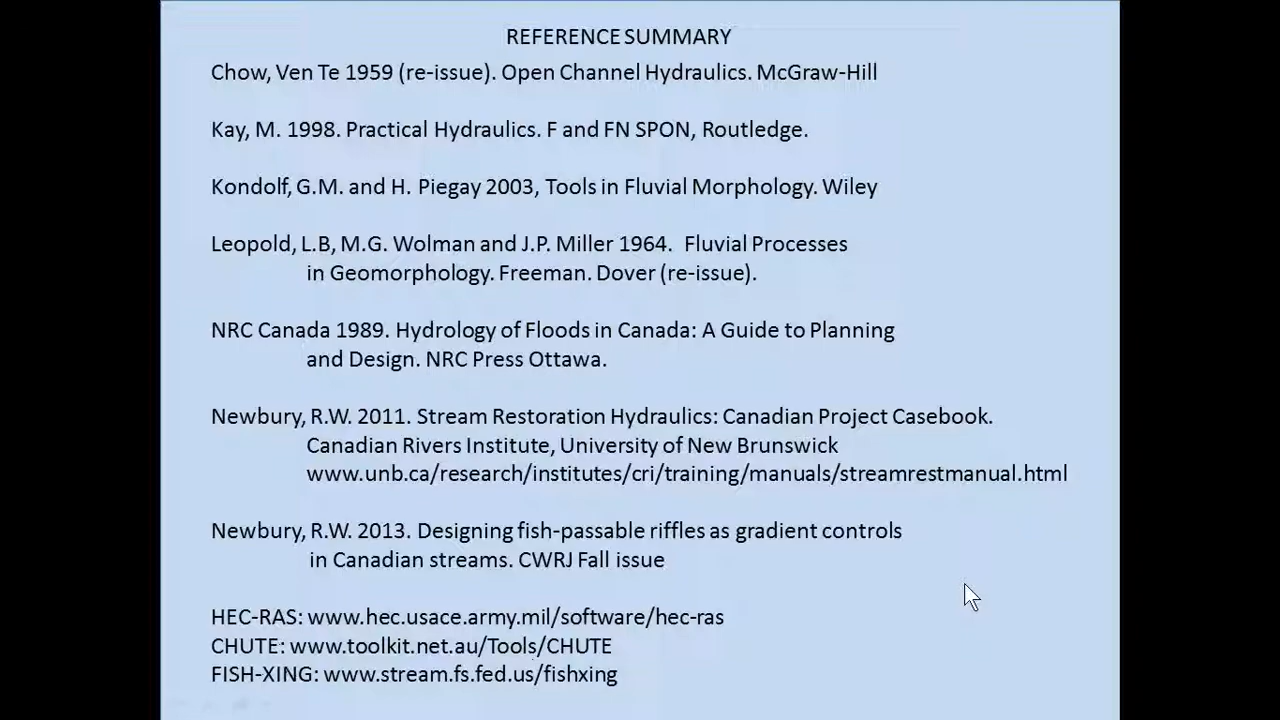 REFERENCE SUMMARY
Chow, Ven Te 1959 (re-issue). Open Channel Hydraulics. McGraw-Hill
Kay, M. 1998. Practical Hydraulics. F and FN SPON, Routledge.
Kondolf, G.M. and H. Piegay 2003, Tools in Fluvial Morphology. Wiley
Leopold, L.B, M.G. Wolman and J.P. Miller 1964. Fluvial Processes
in Geomorphology. Freeman. Dover (re-issue).
NRC Canada 1989. Hydrology of Floods in Canada: A Guide to Planning
and Design. NRC Press Ottawa.
Newbury, R.W. 2011. Stream Restoration Hydraulics: Canadian Project Casebook.
Canadian Rivers Institute, University of New Brunswick
www.unb.ca/research/institutes/cri/training/manuals/streamrestmanual.html
Newbury, R.W. 2013. Designing fish-passable riffles as gradient controls
in Canadian streams. CWRJ Fall issue
HEC-RAS: www.hec.usace.army.mil/software/hec-ras
CHUTE: www.toolkit.net.au/Tools/CHUTE
FISH-XING: www.stream.fs.fed.us/fishxing